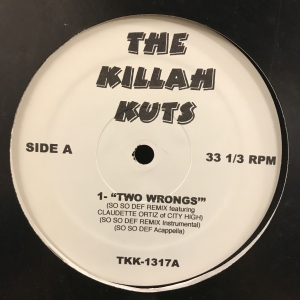 THE
KILLAH
KUTS
SIDE A
33 1/3 RPM
1- “TWO WRONGS”’
(SO SO DEF REMIX featuring
CLAUDETTE ORTIZ of CITY HIGH)
(SO SO DEF REMIX Instrumental)
(SO SO DEF Acappella)
TKK-1317A